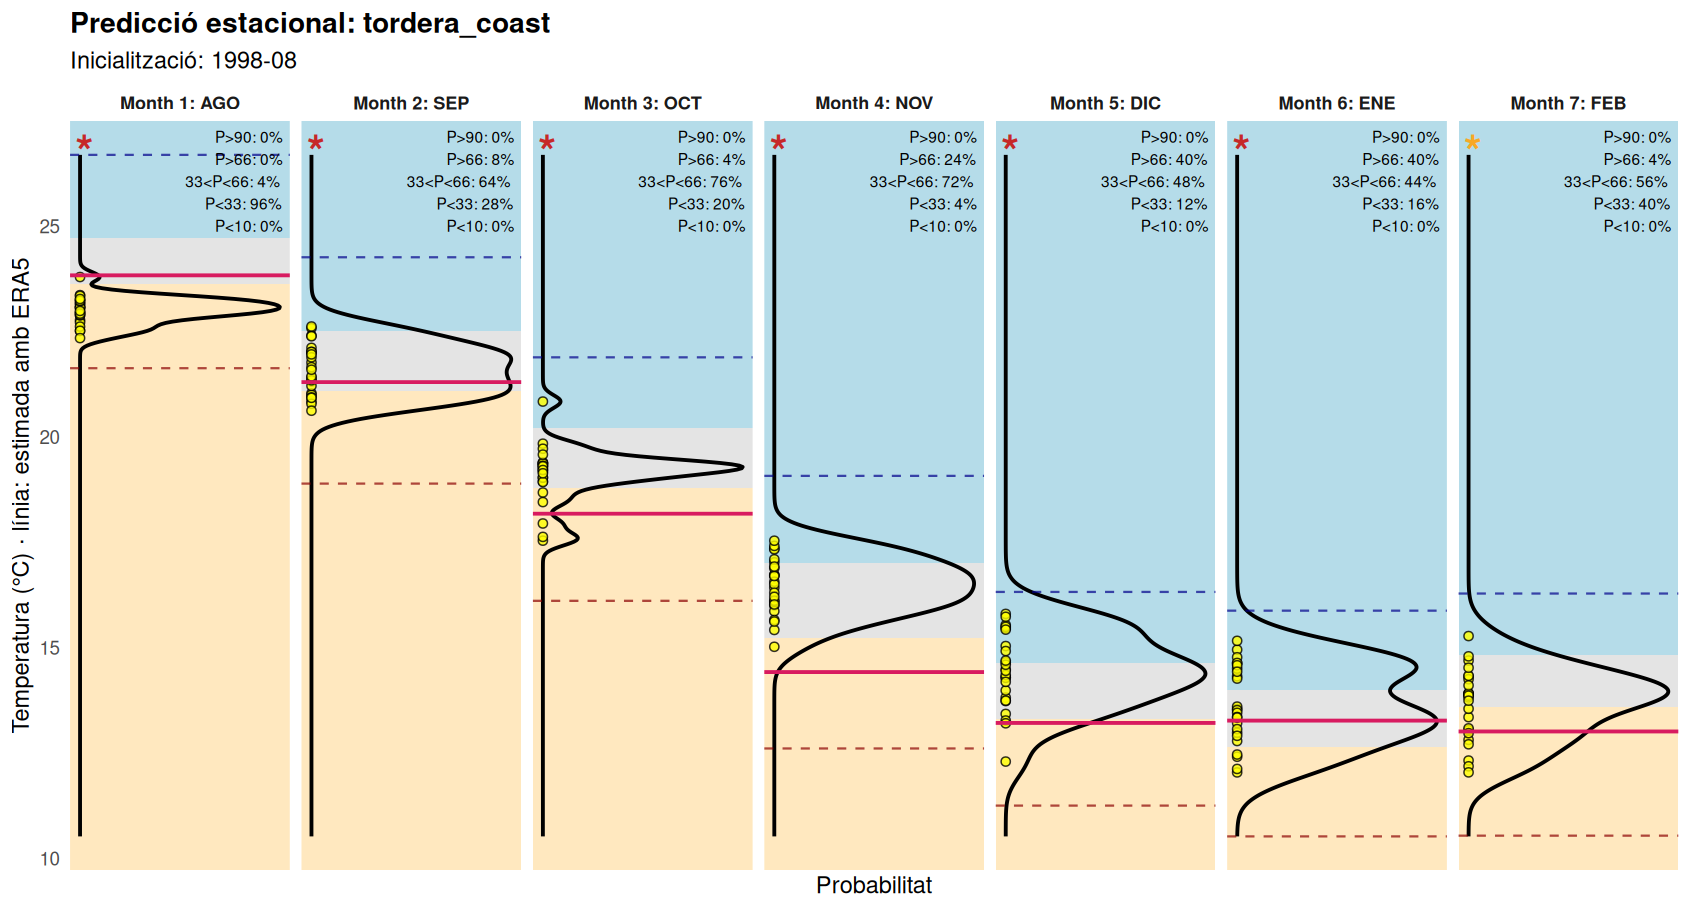 Predicció estacional: tordera_coast
Inicialització: 1998-08
Month 1: AGO
P>90: 0%
P>66: 0%
33<P<66: 4%
P<33: 96%
P<10: 0%
Month 2: SEP
P>90: 0%
P>66: 8%
33<P<66: 64%
P<33: 28%
P<10: 0%
Month 3: OCT
P>90: 0%
P>66: 4%
33<P<66: 76%
P<33: 20%
P<10: 0%
Month 4: NOV
P>90: 0%
P>66: 24%
33<P<66: 72%
P<33: 4%
P<10: 0%
Month 5: DIC
P>90: 0%
P>66: 40%
33<P<66: 48%
P<33: 12%
P<10: 0%
Month 6: ENE
P>90: 0%
P>66: 40%
33<P<66: 44%
P<33: 16%
P<10: 0%
Month 7: FEB
P>90: 0%
P>66: 4%
33<P<66: 56%
P<33: 40%
P<10: 0%
25
20
15
10
Temperatura (°C) · línia: estimada amb ERA5
Probabilitat